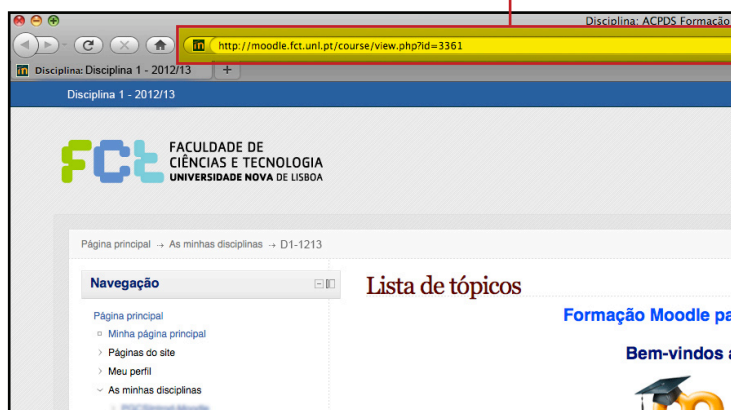 Disciplina: ACPDS Formação
http://moodle.fct.unl.pt/course/view.php?id=3361
Disciplina: Disciplina 1 - 2012/13
+
Disciplina 1 - 2012/13
FCt
FACULDADE DE
CIÊNCIAS E TECNOLOGIA
UNIVERSIDADE NOVA DE LISBOA
Página principal → As minhas disciplinas → D1-1213
Navegação
Página principal
Minha página principal
Páginas do site
Meu perfil
As minhas disciplinas
Lista de tópicos
Formação Moodle pa
Bem-vindos a